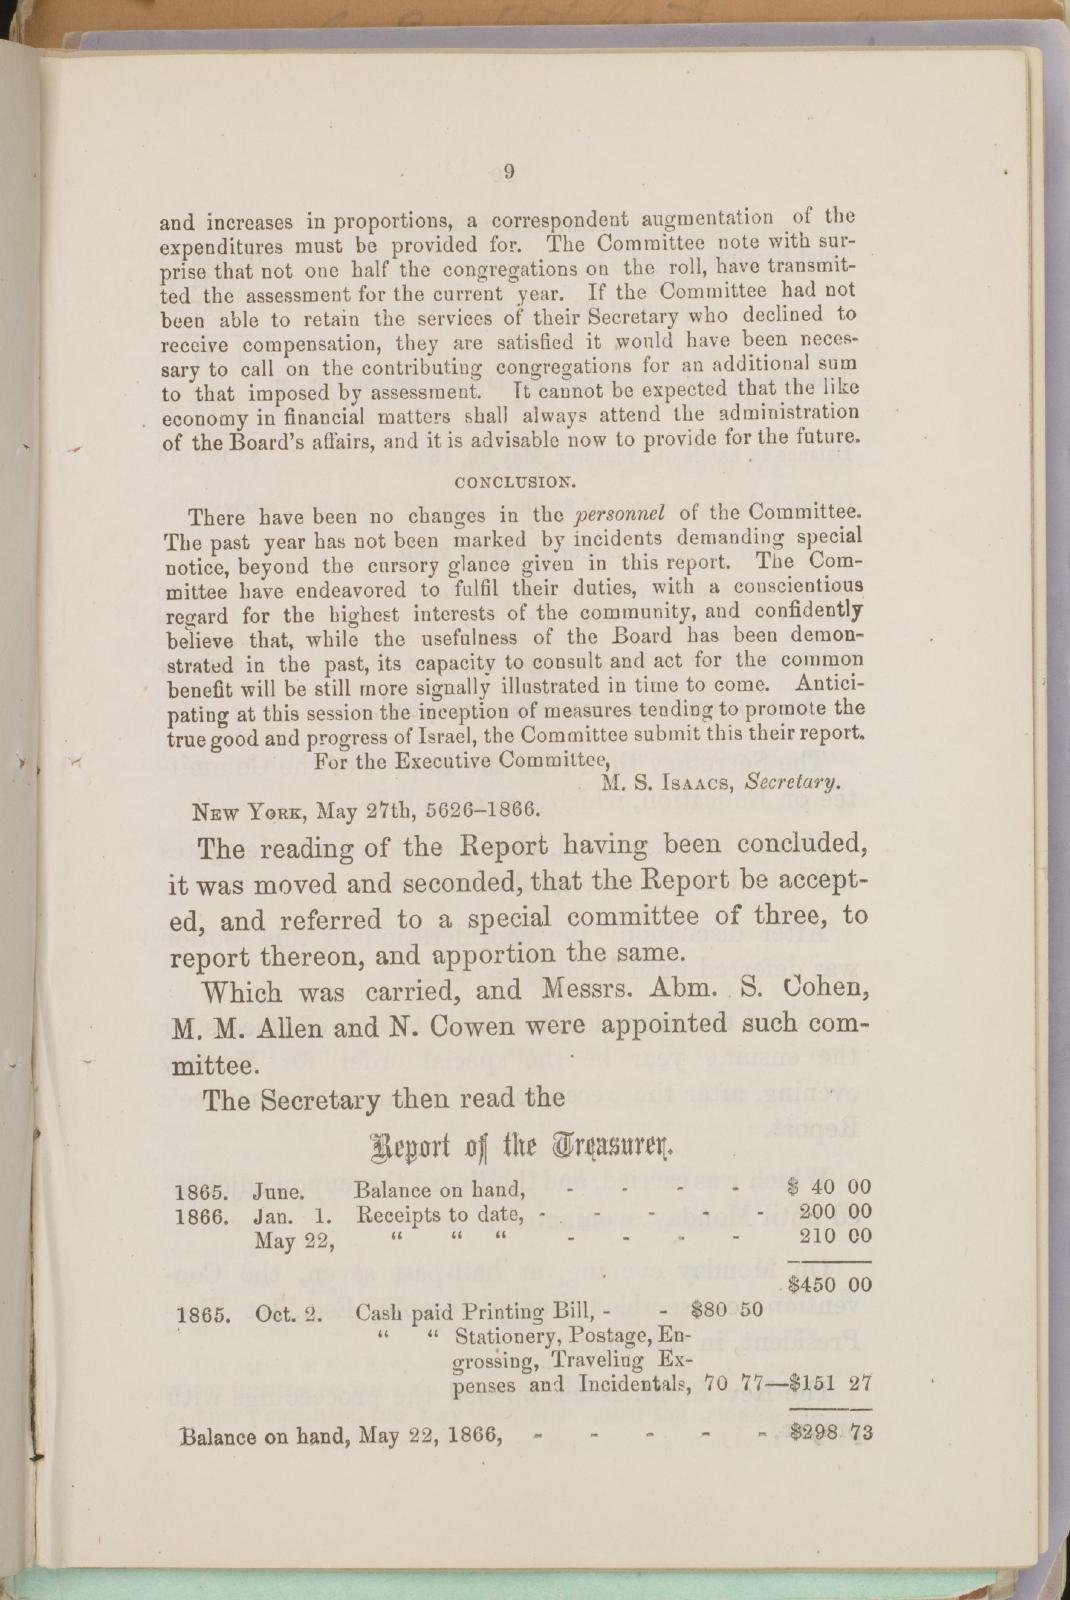 9
and increases in proportions, a correspondent augmentation of the
expenditures must be provided for. The Committee note with sur-
prise that not one half the congregations on the roll, have transmit-
ted the assessment for the current year. If the Committee had not
been able to retain the services of their Secretary who declined to
receive compensation, they are satisfied it would have been neces-
sary to call on the contributing congregations for an additional sum
to that imposed by assessment. It cannot be expected that the like
economy in financial matters shall always attend the administration
of the Board's affairs, and it is advisable now to provide for the future.
CONCLUSION.
There have been no changes in the personnel of the Committee.
The past year has not been marked by incidents demanding special
notice, beyond the cursory glance given in this report. The Com-
mittee have endeavored to fulfil their duties, with a conscientious
regard for the highest interests of the community, and confidently
believe that, while the usefulness of the Board has been demon-
strated in the past, its capacity to consult and act for the common
benefit will be still more signally illustrated in time to come. Antici-
pating at this session the inception of measures tending to promote the
true good and progress of Israel, the Committee submit this their report.
For the Executive Committee,
M. S. ISAACS, Secretary.
NEW YORK, May 27th, 5626–1866.
The reading of the Report having been concluded,
it was moved and seconded, that the Report be accept-
ed, and referred to a special committee of three, to
report thereon, and apportion the same.
Which was carried, and Messrs. Abm. S. Cohen,
M. M. Allen and N. Cowen were appointed such com-
mittee.
The Secretary then read the
Report of the Treasurer.
1865. June. Balance on hand, - - - - $ 40 00
1866. Jan. 1. Receipts to date, - - - - - 200 00
May 22, " " " - - - - 210 00
$450 00
1865. Oct. 2. Cash paid Printing Bill, - - $80 50
" " Stationery, Postage, En-
grossing, Traveling Ex-
penses and Incidentals, 70 77—$151 27
Balance on hand, May 22, 1866, - - - - - $298 73